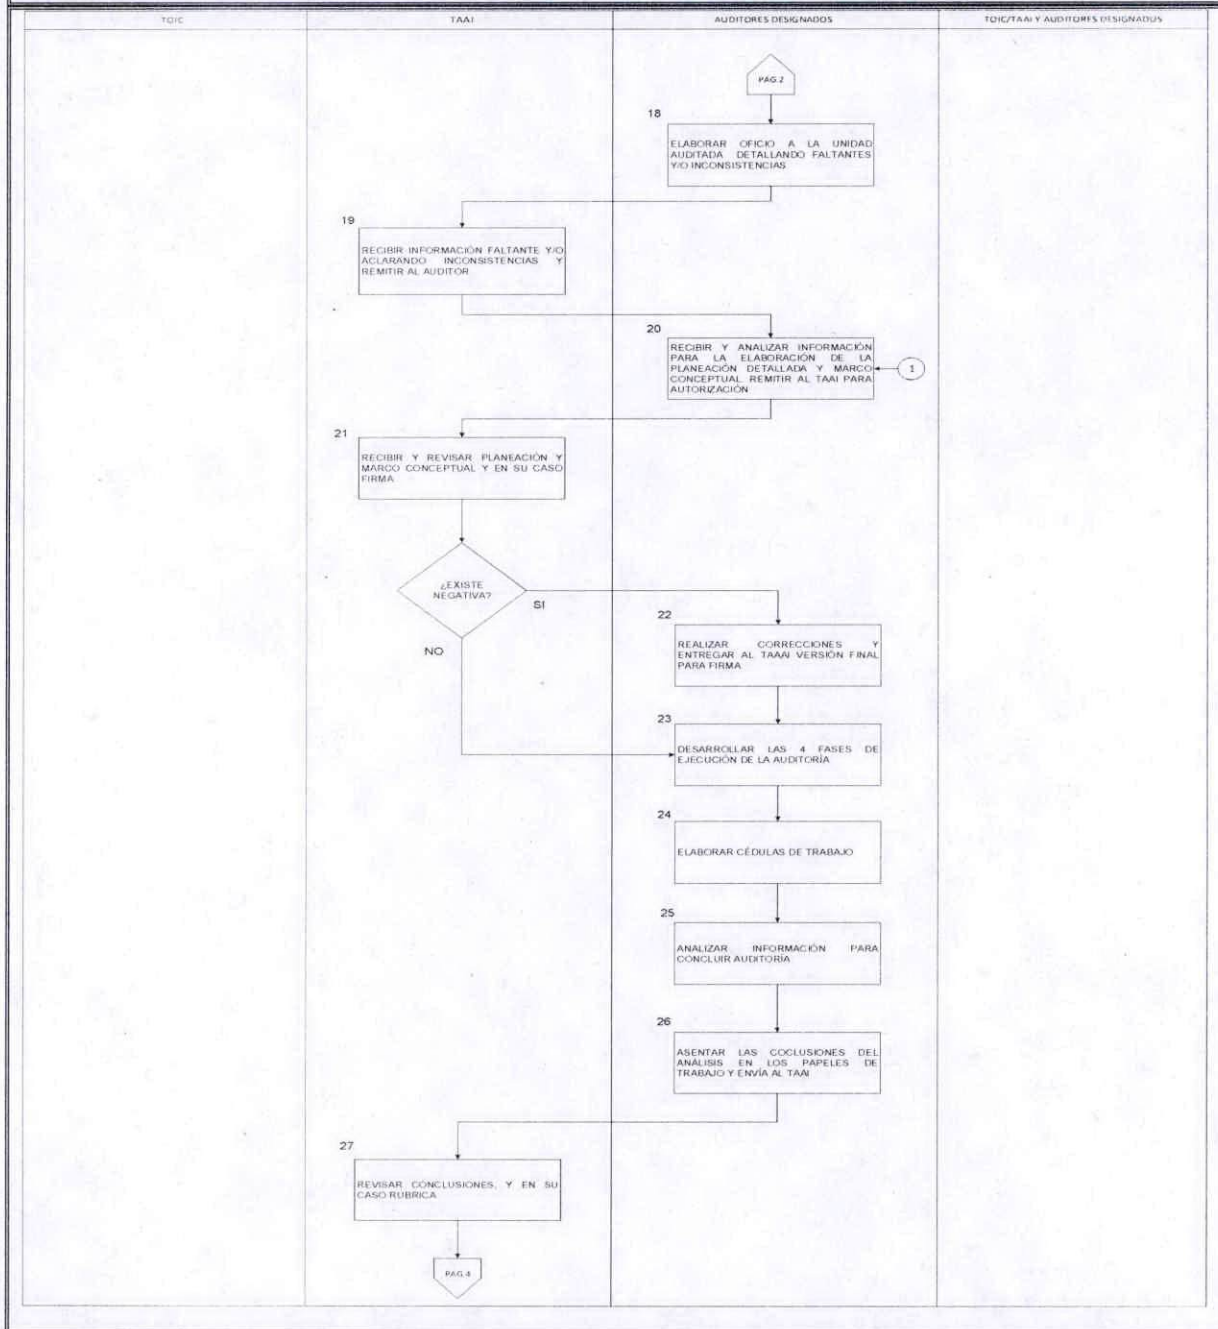 TOIC
TAAI
AUDITORES DESIGNADOS
TOIC/TAAI Y AUDITORES DESIGNADOS
PAG.2
18
ELABORAR OFICIO A LA UNIDAD
AUDITADA DETALLANDO FALTANTES
Y/O INCONSISTENCIAS
19
RECIBIR INFORMACIÓN FALTANTE Y/O
ACLARANDO INCONSISTENCIAS Y
REMITIR AL AUDITOR
20
RECIBIR Y ANALIZAR INFORMACIÓN
PARA LA ELABORACIÓN DE LA
PLANEACIÓN DETALLADA Y MARCO
CONCEPTUAL REMITIR AL TAAI PARA
AUTORIZACIÓN
1
21
RECIBIR Y REVISAR PLANEACIÓN Y
MARCO CONCEPTUAL Y EN SU CASO
FIRMA
¿EXISTE
NEGATIVA?
SI
NO
22
REALIZAR CORRECCIONES Y
ENTREGAR AL TAAAI VERSIÓN FINAL
PARA FIRMA
23
DESARROLLAR LAS 4 FASES DE
EJECUCIÓN DE LA AUDITORÍA
24
ELABORAR CÉDULAS DE TRABAJO
25
ANALIZAR INFORMACIÓN PARA
CONCLUIR AUDITORÍA
26
ASENTAR LAS COCLUSIONES DEL
ANÁLISIS EN LOS PAPELES DE
TRABAJO Y ENVÍA AL TAAI
27
REVISAR CONCLUSIONES, Y EN SU
CASO RUBRICA
PAG.4